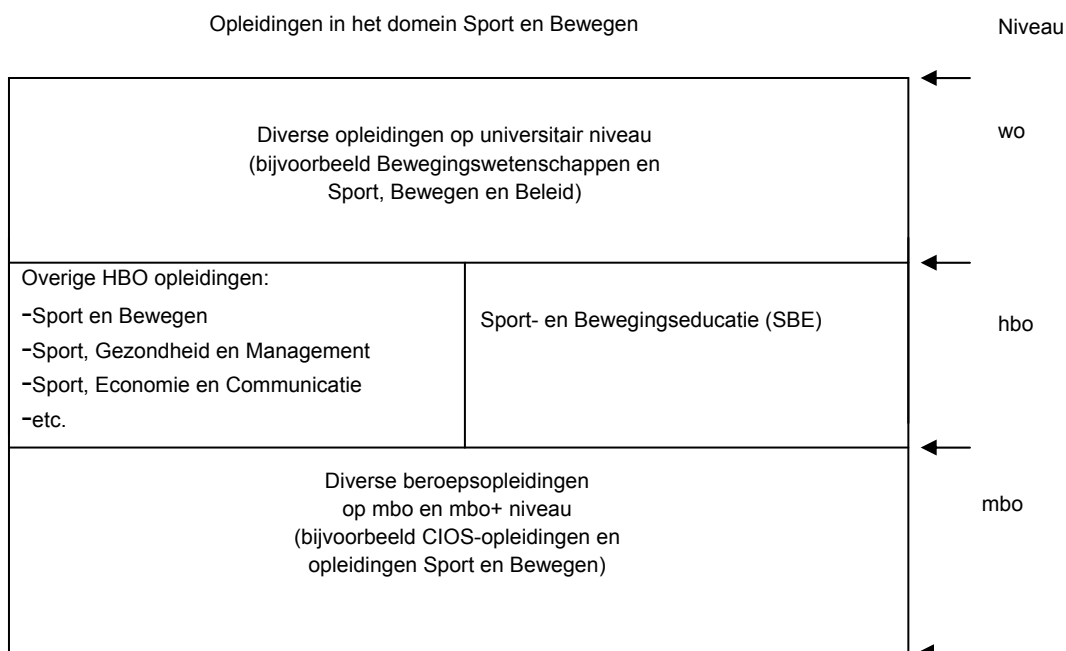 Opleidingen in het domein Sport en Bewegen
Niveau
Diverse opleidingen op universitair niveau
(bijvoorbeeld Bewegingswetenschappen en
Sport, Bewegen en Beleid)
wo
Overige HBO opleidingen:
-Sport en Bewegen
-Sport, Gezondheid en Management
-Sport, Economie en Communicatie
-etc.
Sport- en Bewegingseducatie (SBE)
hbo
Diverse beroepsopleidingen
op mbo en mbo+ niveau
(bijvoorbeeld CIOS-opleidingen en
opleidingen Sport en Bewegen)
mbo